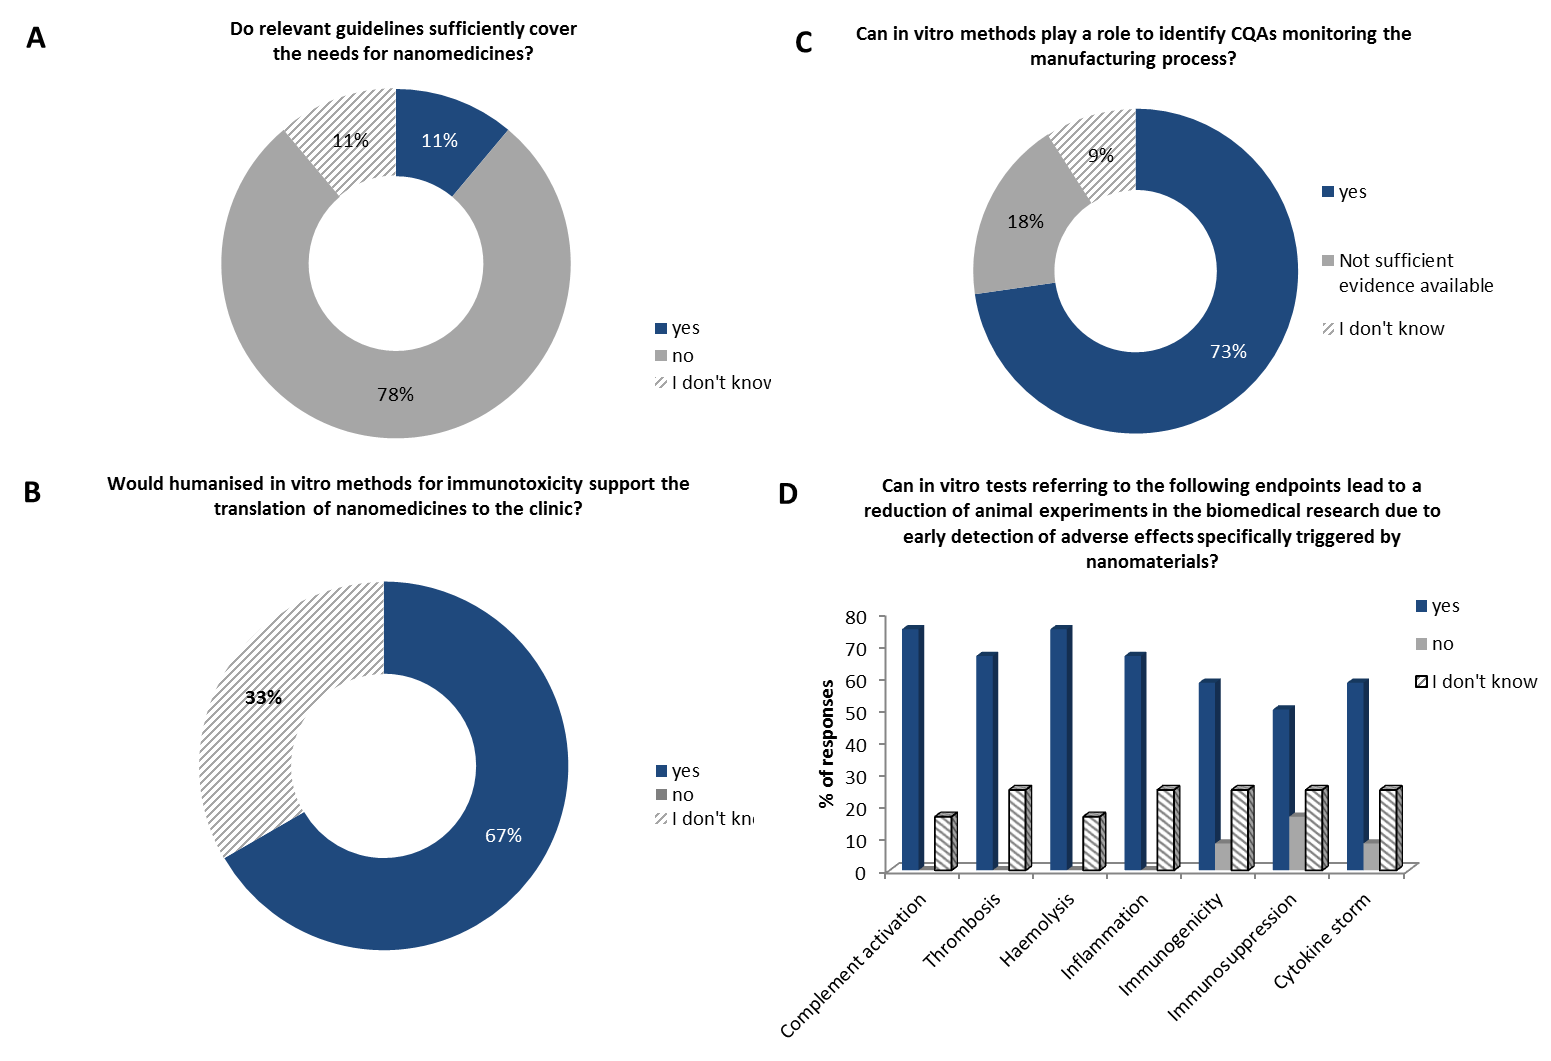 A
Do relevant guidelines sufficiently cover
the needs for nanomedicines?
11%
11%
78%
yes
no
I don't know
B
Would humanised in vitro methods for immunotoxicity support the
translation of nanomedicines to the clinic?
33%
67%
yes
no
I don't kn
C
Can in vitro methods play a role to identify CQAs monitoring the
manufacturing process?
9%
18%
73%
yes
Not sufficient
evidence available
I don't know
D
Can in vitro tests referring to the following endpoints lead to a
reduction of animal experiments in the biomedical research due to
early detection of adverse effects specifically triggered by
nanomaterials?
yes
no
I don't know
% of responses
80
70
60
50
40
30
20
10
0
Complement activation
Thrombosis
Haemolysis
Inflammation
Immunogenicity
Immunosuppression
Cytokine storm